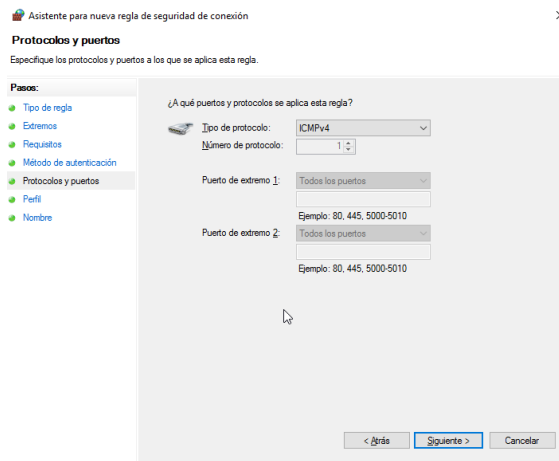 Asistente para nueva regla de seguridad de conexión
Protocolos y puertos
Especifique los protocolos y puertos a los que se aplica esta regla.
Pasos:
Tipo de regla
Extremos
Requisitos
Método de autenticación
Protocolos y puertos
Perfil
Nombre
¿A qué puertos y protocolos se aplica esta regla?
Tipo de protocolo: ICMPv4
Número de protocolo: 1
Puerto de extremo 1: Todos los puertos
Ejemplo: 80, 445, 5000-5010
Puerto de extremo 2: Todos los puertos
Ejemplo: 80, 445, 5000-5010
< Atrás Siguiente > Cancelar